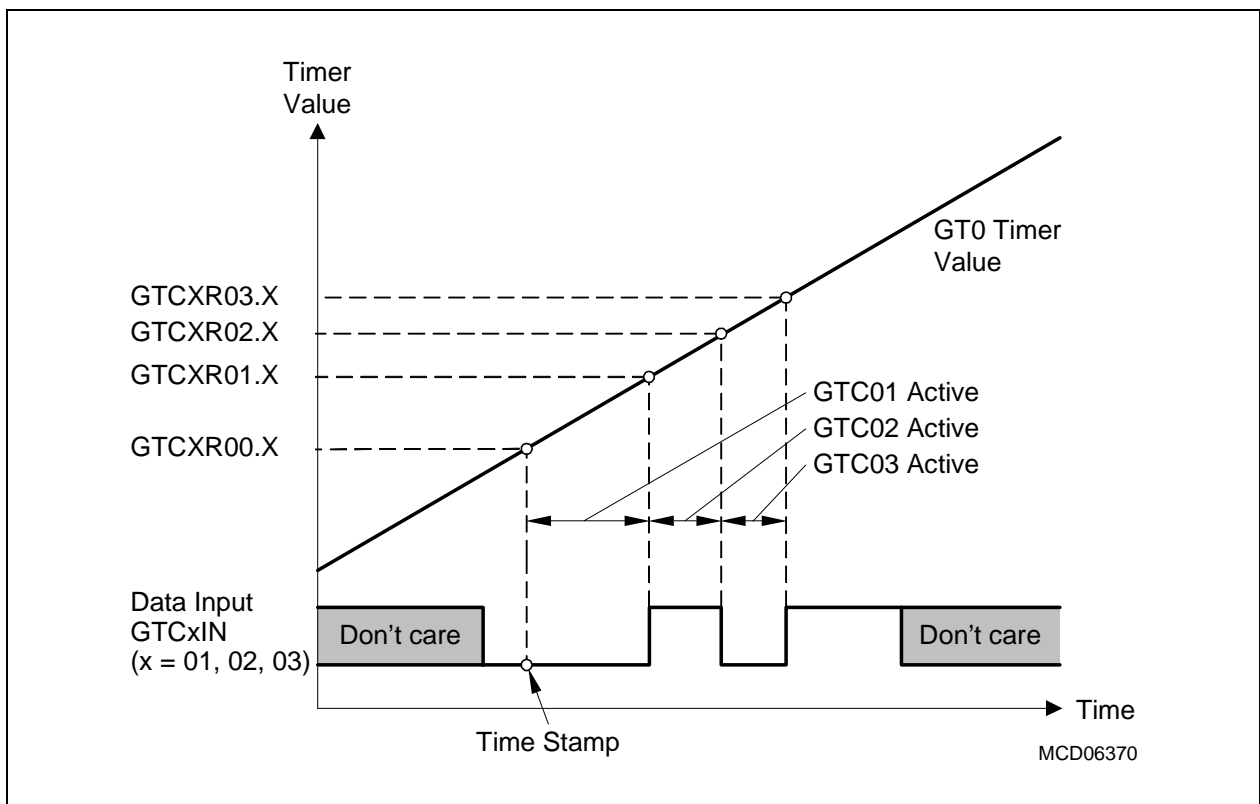 Timer
Value
GT0 Timer
Value
GTCXR03.X
GTCXR02.X
GTCXR01.X
GTCXR00.X
GTC01 Active
GTC02 Active
GTC03 Active
Data Input
GTCxIN
(x = 01, 02, 03)
Don't care
Don't care
Time Stamp
Time
MCD06370